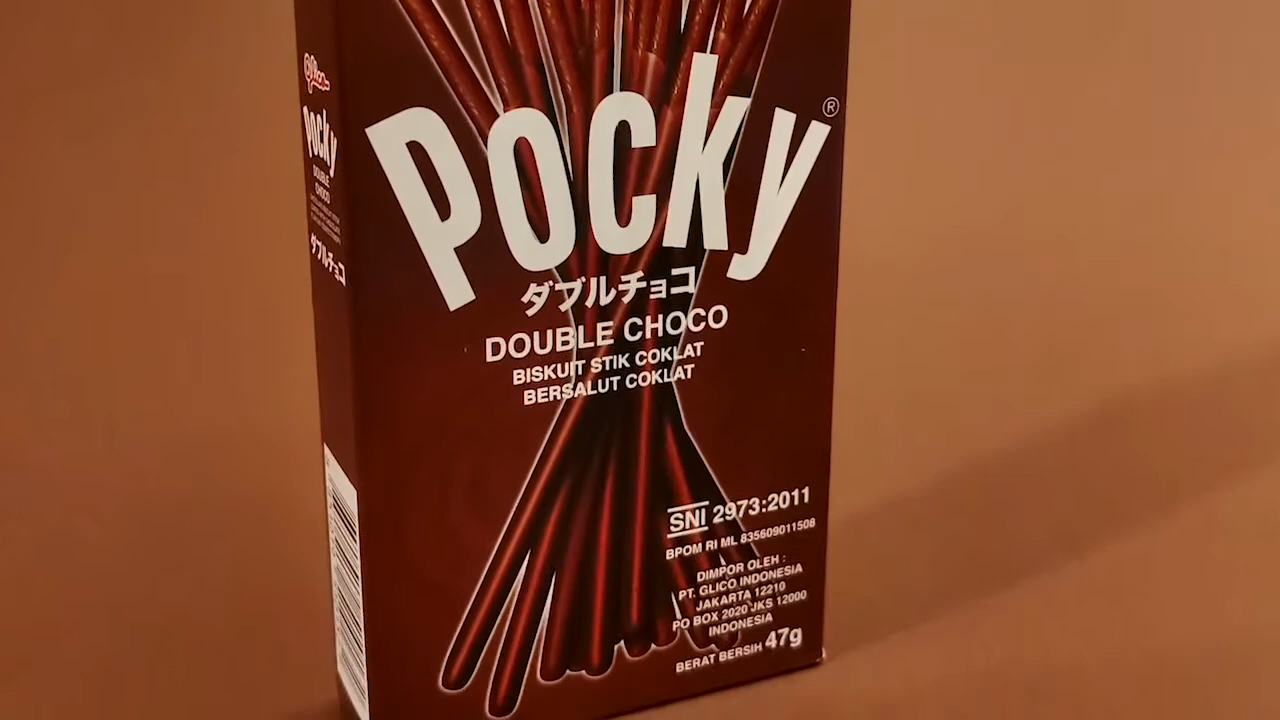 Glico
Pocky
DOUBLE
CHOCO
ダブルチョコ
Pocky®
ダブルチョコ
DOUBLE CHOCO
BISKUIT STIK COKLAT
BERSALUT COKLAT
SNI 2973:2011
BPOM RI ML 835609011508
DIMPOR OLEH :
PT. GLICO INDONESIA
JAKARTA 12210
PO BOX 2020 JKS 12000
INDONESIA
BERAT BERSIH 47g